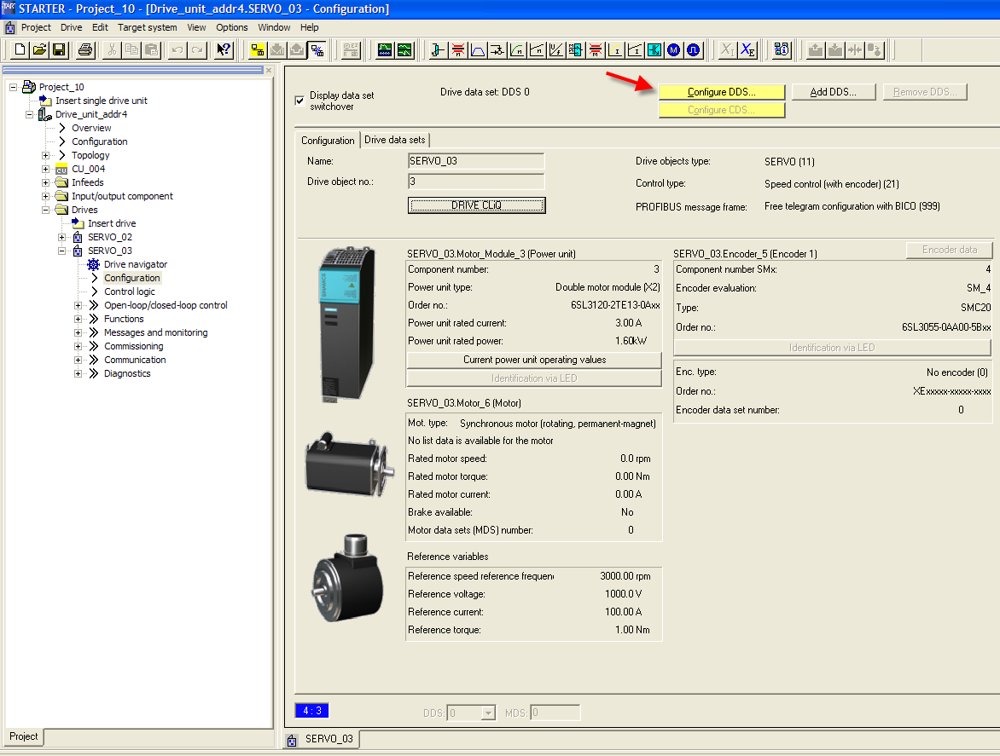 STARTER - Project_10 - [Drive_unit_addr4.SERVO_03 - Configuration]
Project Drive Edit Target system View Options Window Help
Project_10
Insert single drive unit
Drive_unit_addr4
Overview
Configuration
Topology
CU_004
Infeeds
Input/output component
Drives
Insert drive
SERVO_02
SERVO_03
Drive navigator
Configuration
Control logic
Open-loop/closed-loop control
Functions
Messages and monitoring
Commissioning
Communication
Diagnostics
Project
Display data set
switchover
Drive data set: DDS 0
Configure DDS... Add DDS... Remove DDS...
Configure CDS...
Configuration Drive data sets
Name: SERVO_03
Drive object no.: 3
DRIVE CLiQ
Drive objects type: SERVO (11)
Control type: Speed control (with encoder) (21)
PROFIBUS message frame: Free telegram configuration with BICO (999)
SERVO_03.Motor_Module_3 (Power unit)
Component number: 3
Power unit type: Double motor module (X2)
Order no.: 6SL3120-2TE13-0Axx
Power unit rated current: 3.00 A
Power unit rated power: 1.60kW
Current power unit operating values
Identification via LED
SERVO_03.Encoder_5 (Encoder 1) Encoder data
Component number SMx: 4
Encoder evaluation: SM_4
Type: SMC20
Order no.: 6SL3055-0AA00-5Bxx
Identification via LED
Enc. type: No encoder (0)
Order no.: XExxxxx-xxxxx-xxxx
Encoder data set number: 0
SERVO_03.Motor_6 (Motor)
Mot. type: Synchronous motor (rotating, permanent-magnet)
No list data is available for the motor
Rated motor speed: 0.0 rpm
Rated motor torque: 0.00 Nm
Rated motor current: 0.00 A
Brake available: No
Motor data sets (MDS) number: 0
Reference variables
Reference speed reference frequen 3000.00 rpm
Reference voltage: 1000.0 V
Reference current: 100.00 A
Reference torque: 1.00 Nm
4 : 3 DDS: 0 MDS: 0
SERVO_03